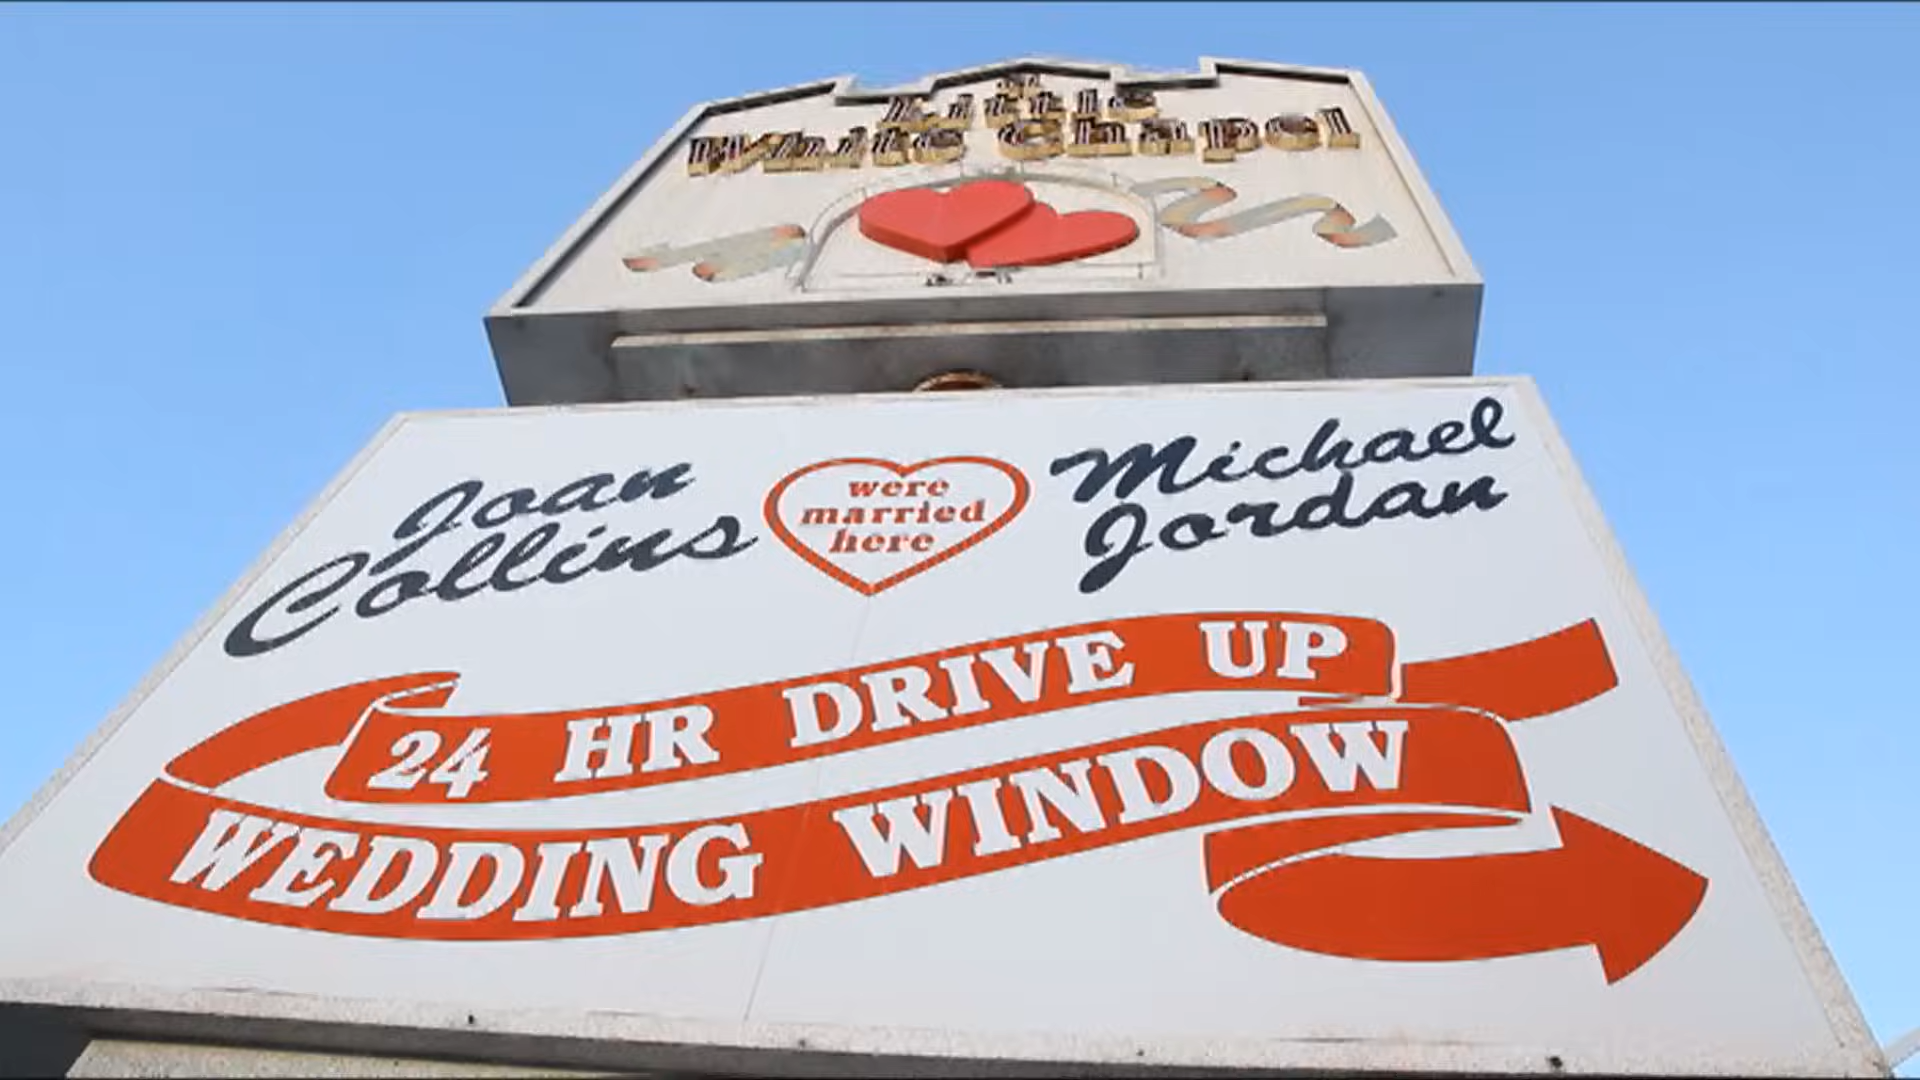 A
Little
White Chapel
Joan
Collins
were
married
here
Michael
Jordan
24 HR DRIVE UP
WEDDING WINDOW